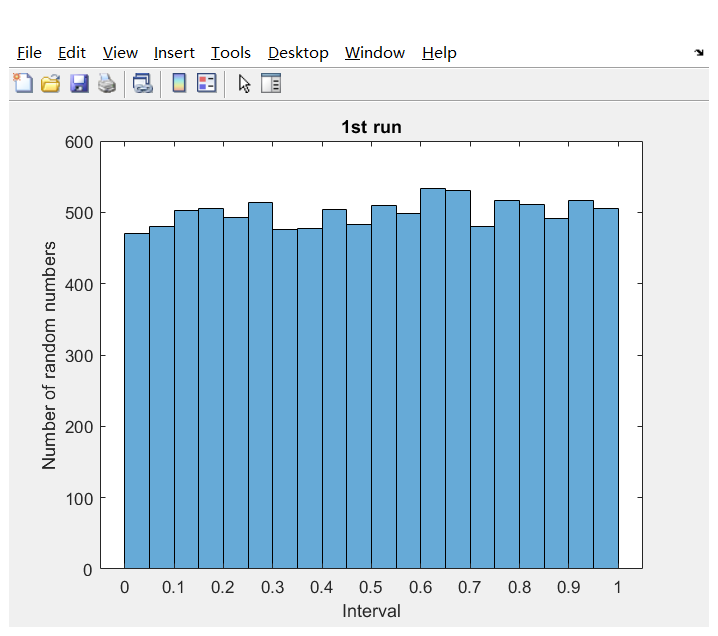 File Edit View Insert Tools Desktop Window Help
1st run
600
500
400
300
200
100
0
Number of random numbers
0 0.1 0.2 0.3 0.4 0.5 0.6 0.7 0.8 0.9 1
Interval